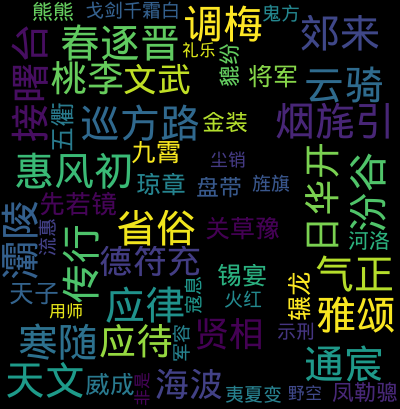 熊熊
戈剑千霜白
调梅
鬼方
郊来
春逐晋
礼乐
接曙台
貔纷
桃李
文武
将军
云骑
五衢
巡方路
金装
烟旄引
九霄
惠风初
尘销
日华开
汾谷
琼章
盘带
旌旗
先若镜
灞陵
流惠
省俗
关草豫
传行
河洛
德符充
锡宴
气正
天子
寇息
火红
辗龙
用师
应律
雅颂
寒随
应待
军容
贤相
示刑
通宸
天文
威成
非是
海波
夷夏变
野空
凤勒骢